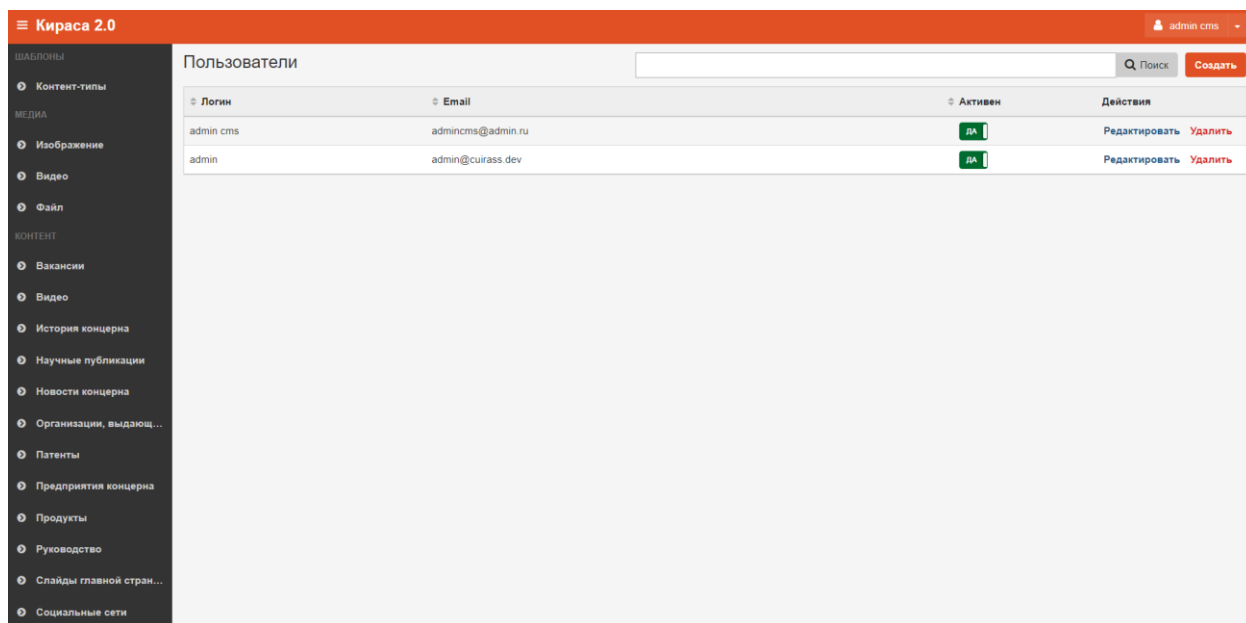 Кираса 2.0
admin cms
ШАБЛОНЫ
Контент-типы
МЕДИА
Изображение
Видео
Файл
КОНТЕНТ
Вакансии
Видео
История концерна
Научные публикации
Новости концерна
Организации, выдающ...
Патенты
Предприятия концерна
Продукты
Руководство
Слайды главной стран...
Социальные сети
Пользователи
Поиск
Создать
Логин Email Активен Действия
admin cms admincms@admin.ru ДА Редактировать Удалить
admin admin@cuirass.dev ДА Редактировать Удалить